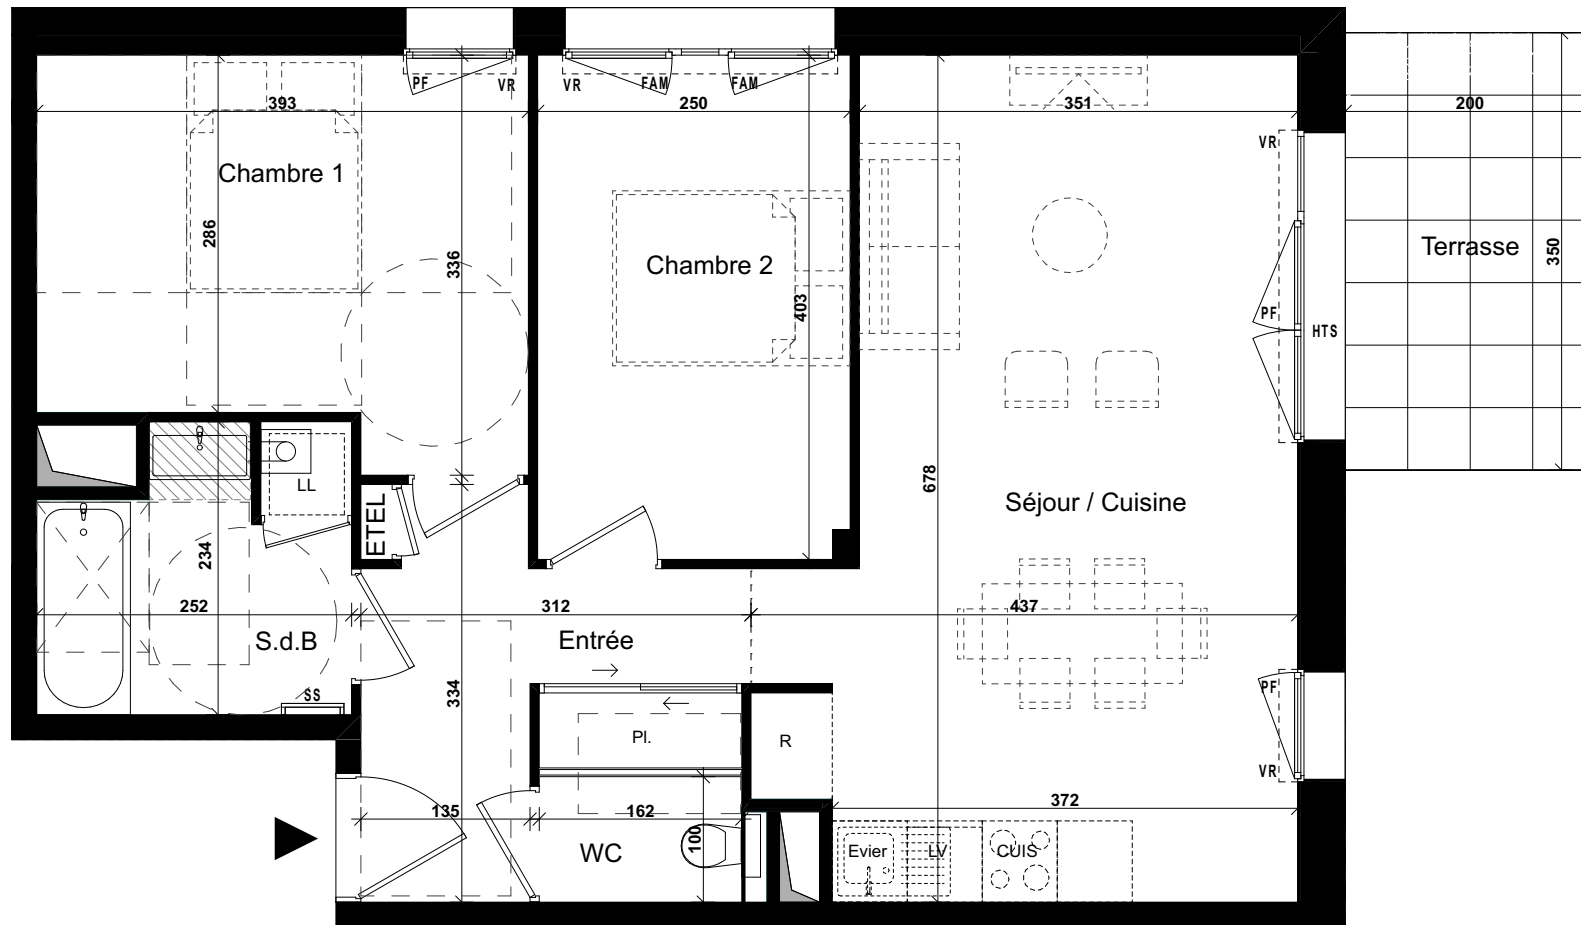 PF
VR
VR
FAM
FAM
393
250
351
200
VR
Chambre 1
286
336
Chambre 2
403
Terrasse
350
PF
HTS
678
Séjour / Cuisine
LL
ETEL
234
252
312
437
S.d.B
Entrée
SS
334
PF
Pl.
R
VR
135
162
372
100
WC
Evier
LV
CUIS